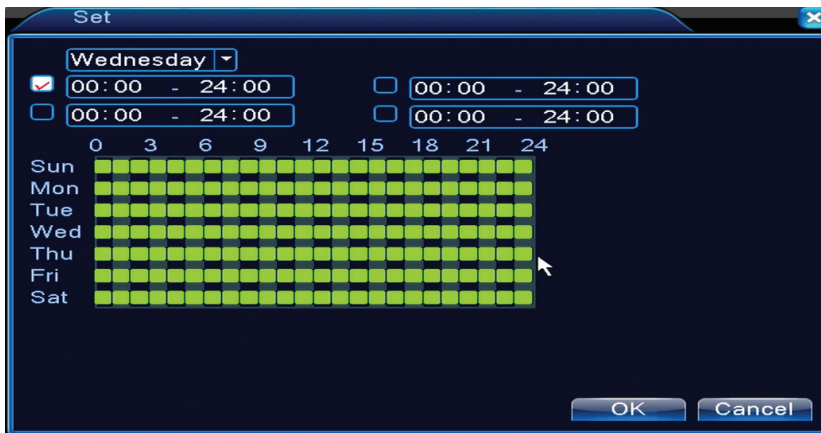 Set
Wednesday
00:00 - 24:00 00:00 - 24:00
00:00 - 24:00 00:00 - 24:00
0 3 6 9 12 15 18 21 24
Sun
Mon
Tue
Wed
Thu
Fri
Sat
OK Cancel